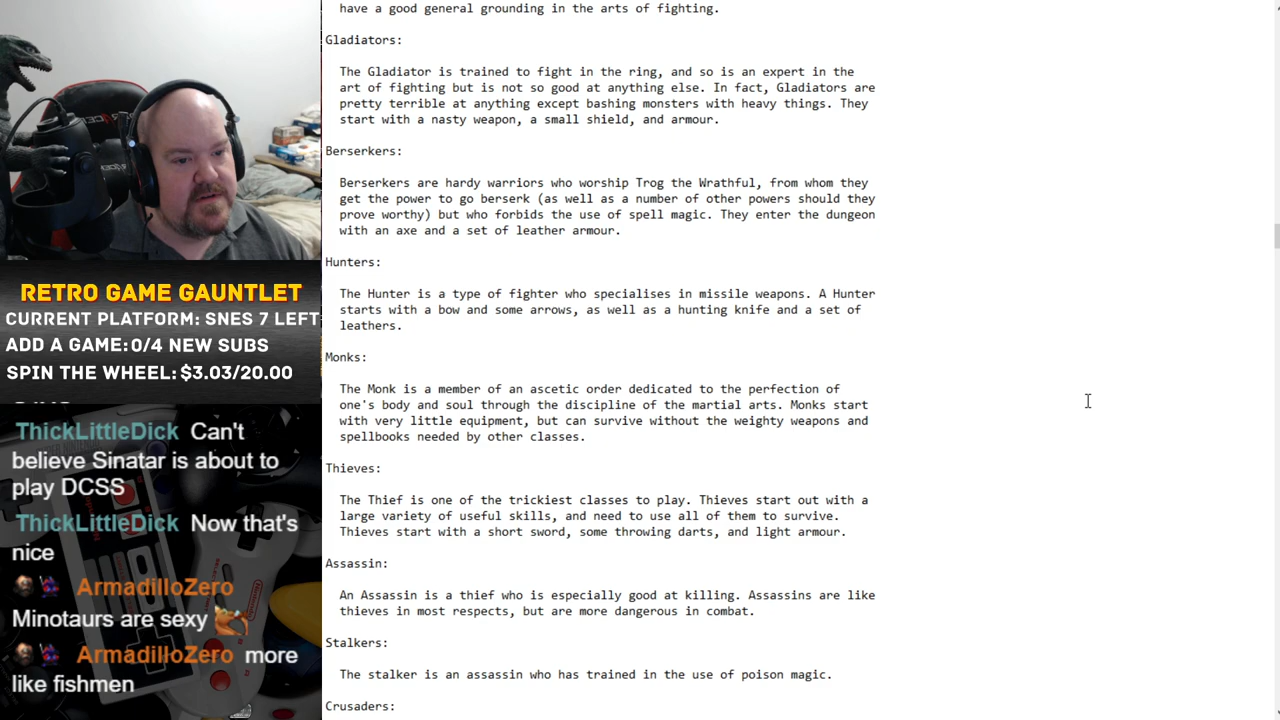 have a good general grounding in the arts of fighting.
Gladiators:
The Gladiator is trained to fight in the ring, and so is an expert in the
art of fighting but is not so good at anything else. In fact, Gladiators are
pretty terrible at anything except bashing monsters with heavy things. They
start with a nasty weapon, a small shield, and armour.
Berserkers:
Berserkers are hardy warriors who worship Trog the Wrathful, from whom they
get the power to go berserk (as well as a number of other powers should they
prove worthy) but who forbids the use of spell magic. They enter the dungeon
with an axe and a set of leather armour.
Hunters:
The Hunter is a type of fighter who specialises in missile weapons. A Hunter
starts with a bow and some arrows, as well as a hunting knife and a set of
leathers.
Monks:
The Monk is a member of an ascetic order dedicated to the perfection of
one's body and soul through the discipline of the martial arts. Monks start
with very little equipment, but can survive without the weighty weapons and
spellbooks needed by other classes.
Thieves:
The Thief is one of the trickiest classes to play. Thieves start out with a
large variety of useful skills, and need to use all of them to survive.
Thieves start with a short sword, some throwing darts, and light armour.
Assassin:
An Assassin is a thief who is especially good at killing. Assassins are like
thieves in most respects, but are more dangerous in combat.
Stalkers:
The stalker is an assassin who has trained in the use of poison magic.
Crusaders:
RETRO GAME GAUNTLET
CURRENT PLATFORM: SNES 7 LEFT
ADD A GAME: 0/4 NEW SUBS
SPIN THE WHEEL: $3.03/20.00
ThickLittleDick Can't
believe Sinatar is about to
play DCSS
ThickLittleDick Now that's
nice
ArmadilloZero
Minotaurs are sexy
ArmadilloZero more
like fishmen